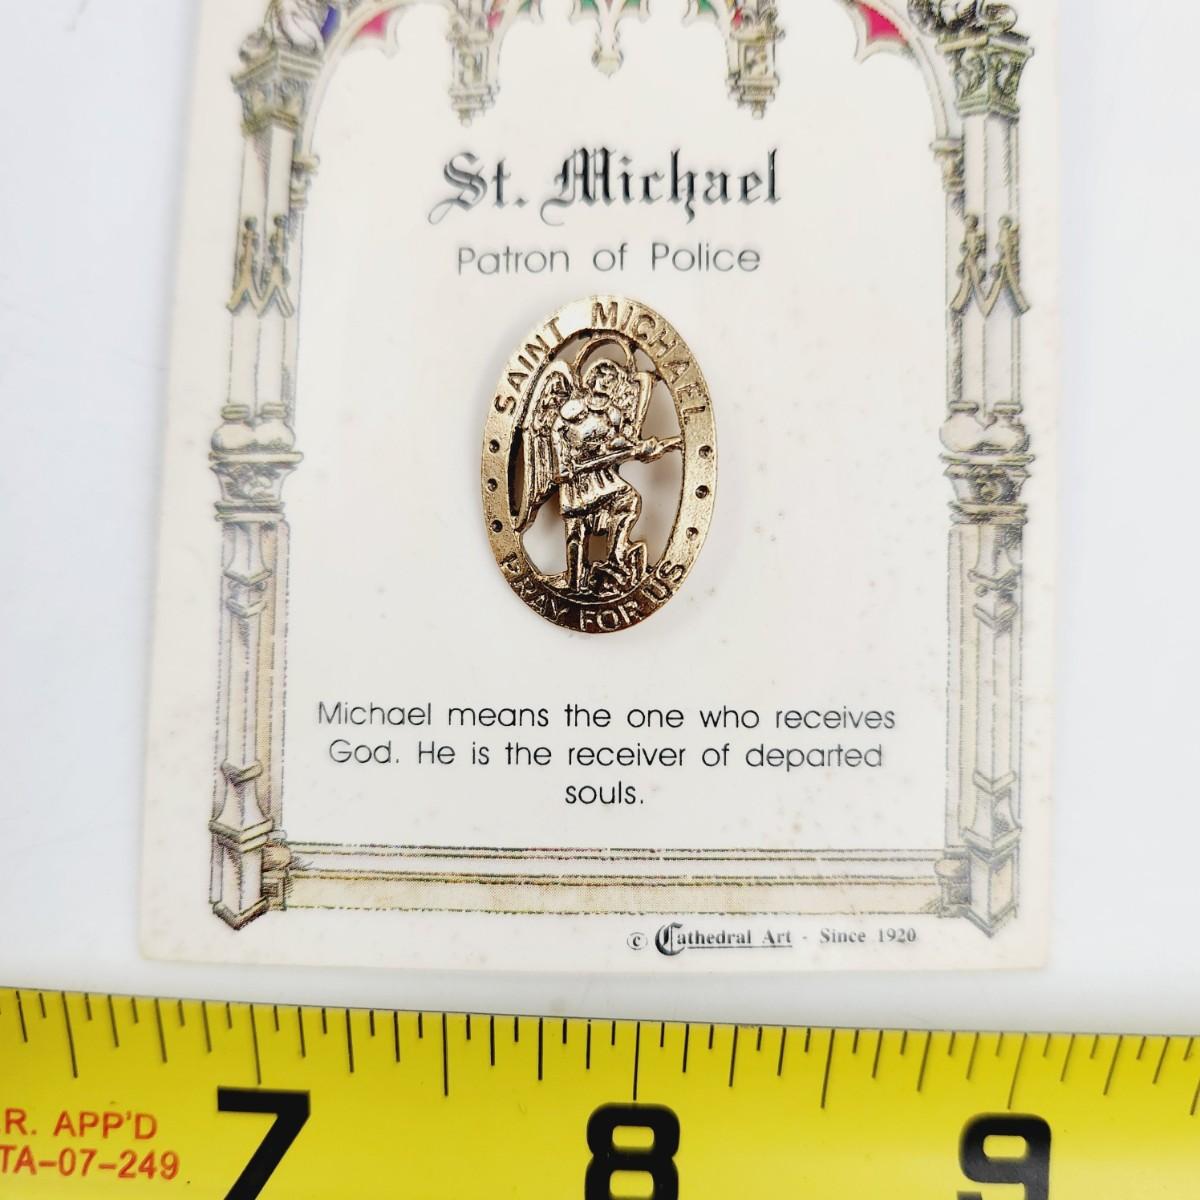 St. Michael
Patron of Police
SAINT MICHAEL
PRAY FOR US
Michael means the one who receives
God. He is the receiver of departed
souls.
© Cathedral Art - Since 1920
.R. APP'D
TA-07-249
7 8 9